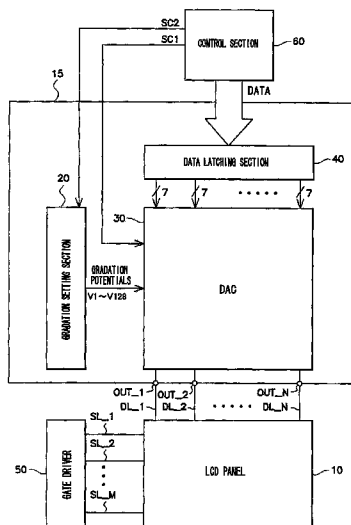 SC2
SC1
CONTROL SECTION
60
15
DATA
DATA LATCHING SECTION
40
20
7
7
7
30
GRADATION SETTING SECTION
GRADATION POTENTIALS
V1~V128
DAC
OUT_1
OUT_2
OUT_N
DL_1
DL_2
DL_N
SL_1
SL_2
SL_M
50
GATE DRIVER
LCD PANEL
10